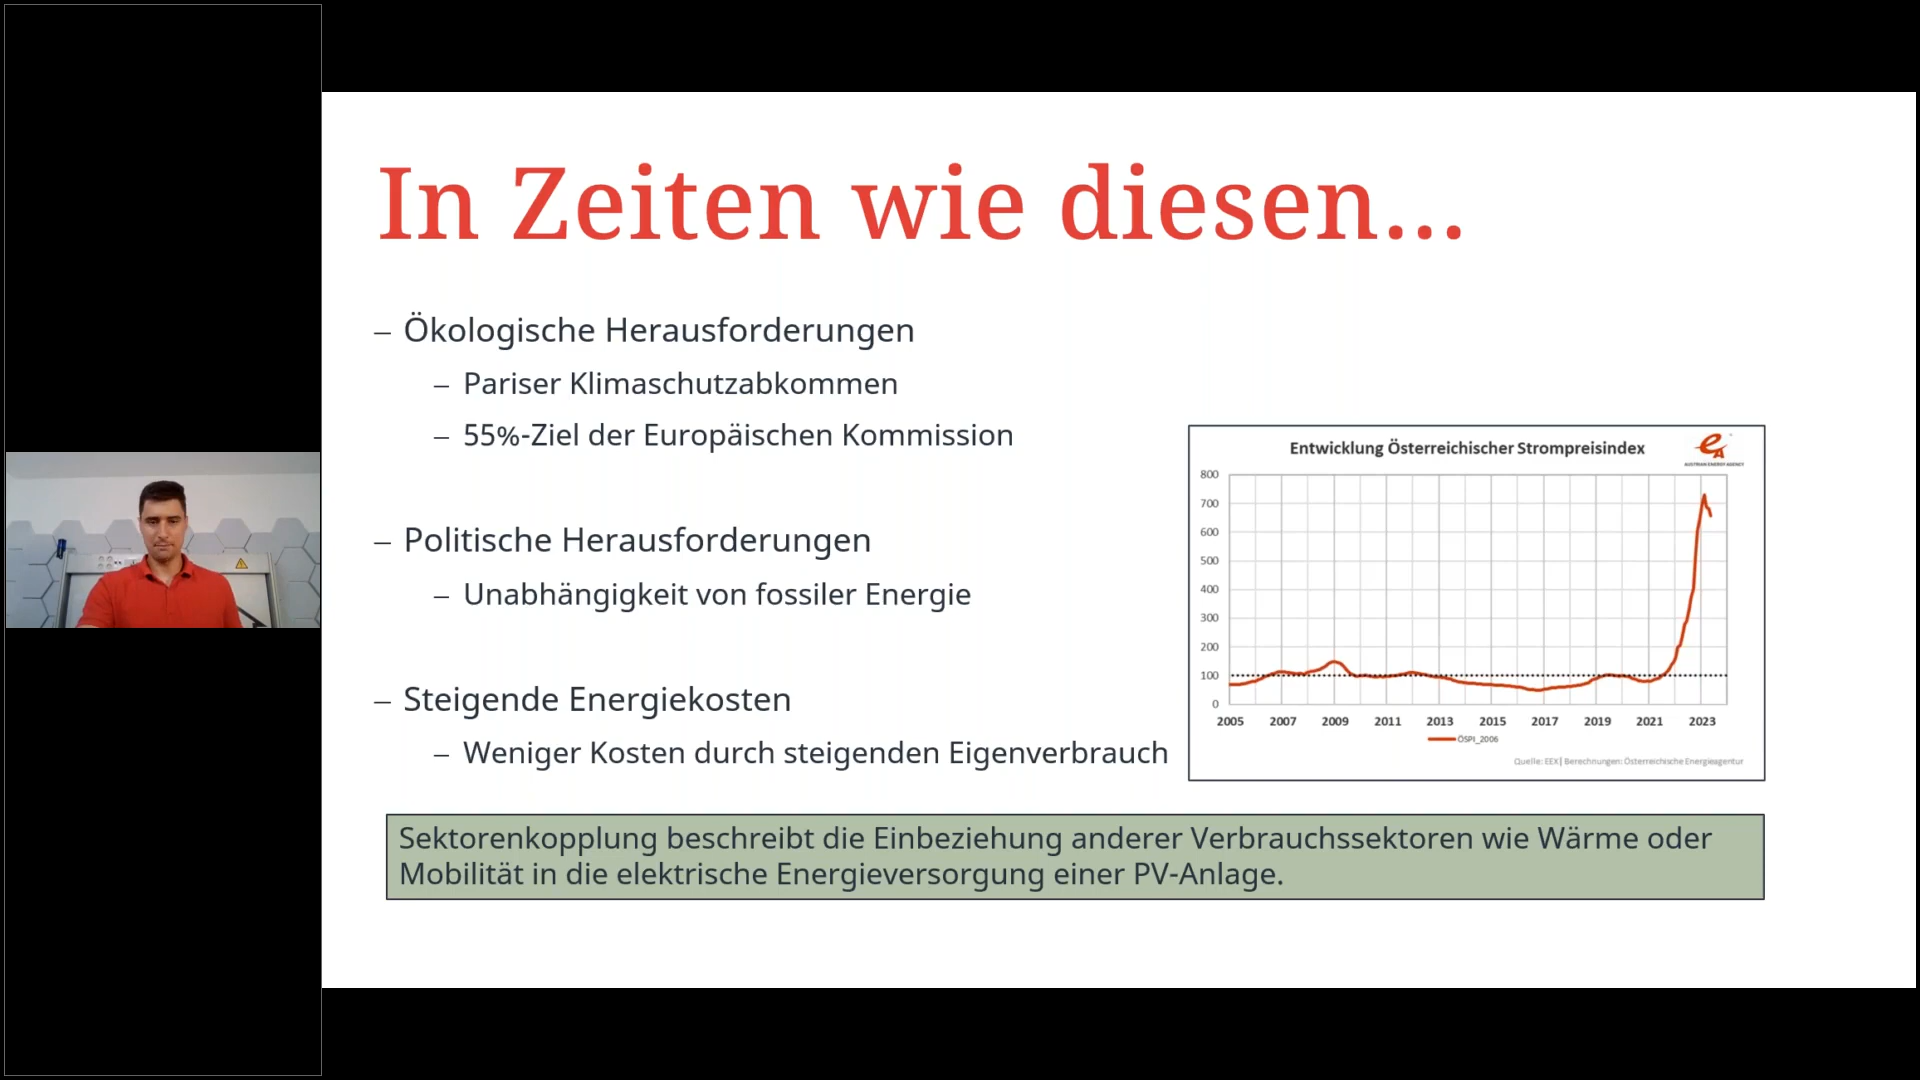 In Zeiten wie diesen...
– Ökologische Herausforderungen
– Pariser Klimaschutzabkommen
– 55%-Ziel der Europäischen Kommission
– Politische Herausforderungen
– Unabhängigkeit von fossiler Energie
– Steigende Energiekosten
– Weniger Kosten durch steigenden Eigenverbrauch
Entwicklung Österreichischer Strompreisindex
AUSTRIAN ENERGY AGENCY
800
700
600
500
400
300
200
100
0
2005 2007 2009 2011 2013 2015 2017 2019 2021 2023
ÖSPI_2006
Quelle: EEX| Berechnungen: Österreichische Energieagentur
Sektorenkopplung beschreibt die Einbeziehung anderer Verbrauchssektoren wie Wärme oder
Mobilität in die elektrische Energieversorgung einer PV-Anlage.